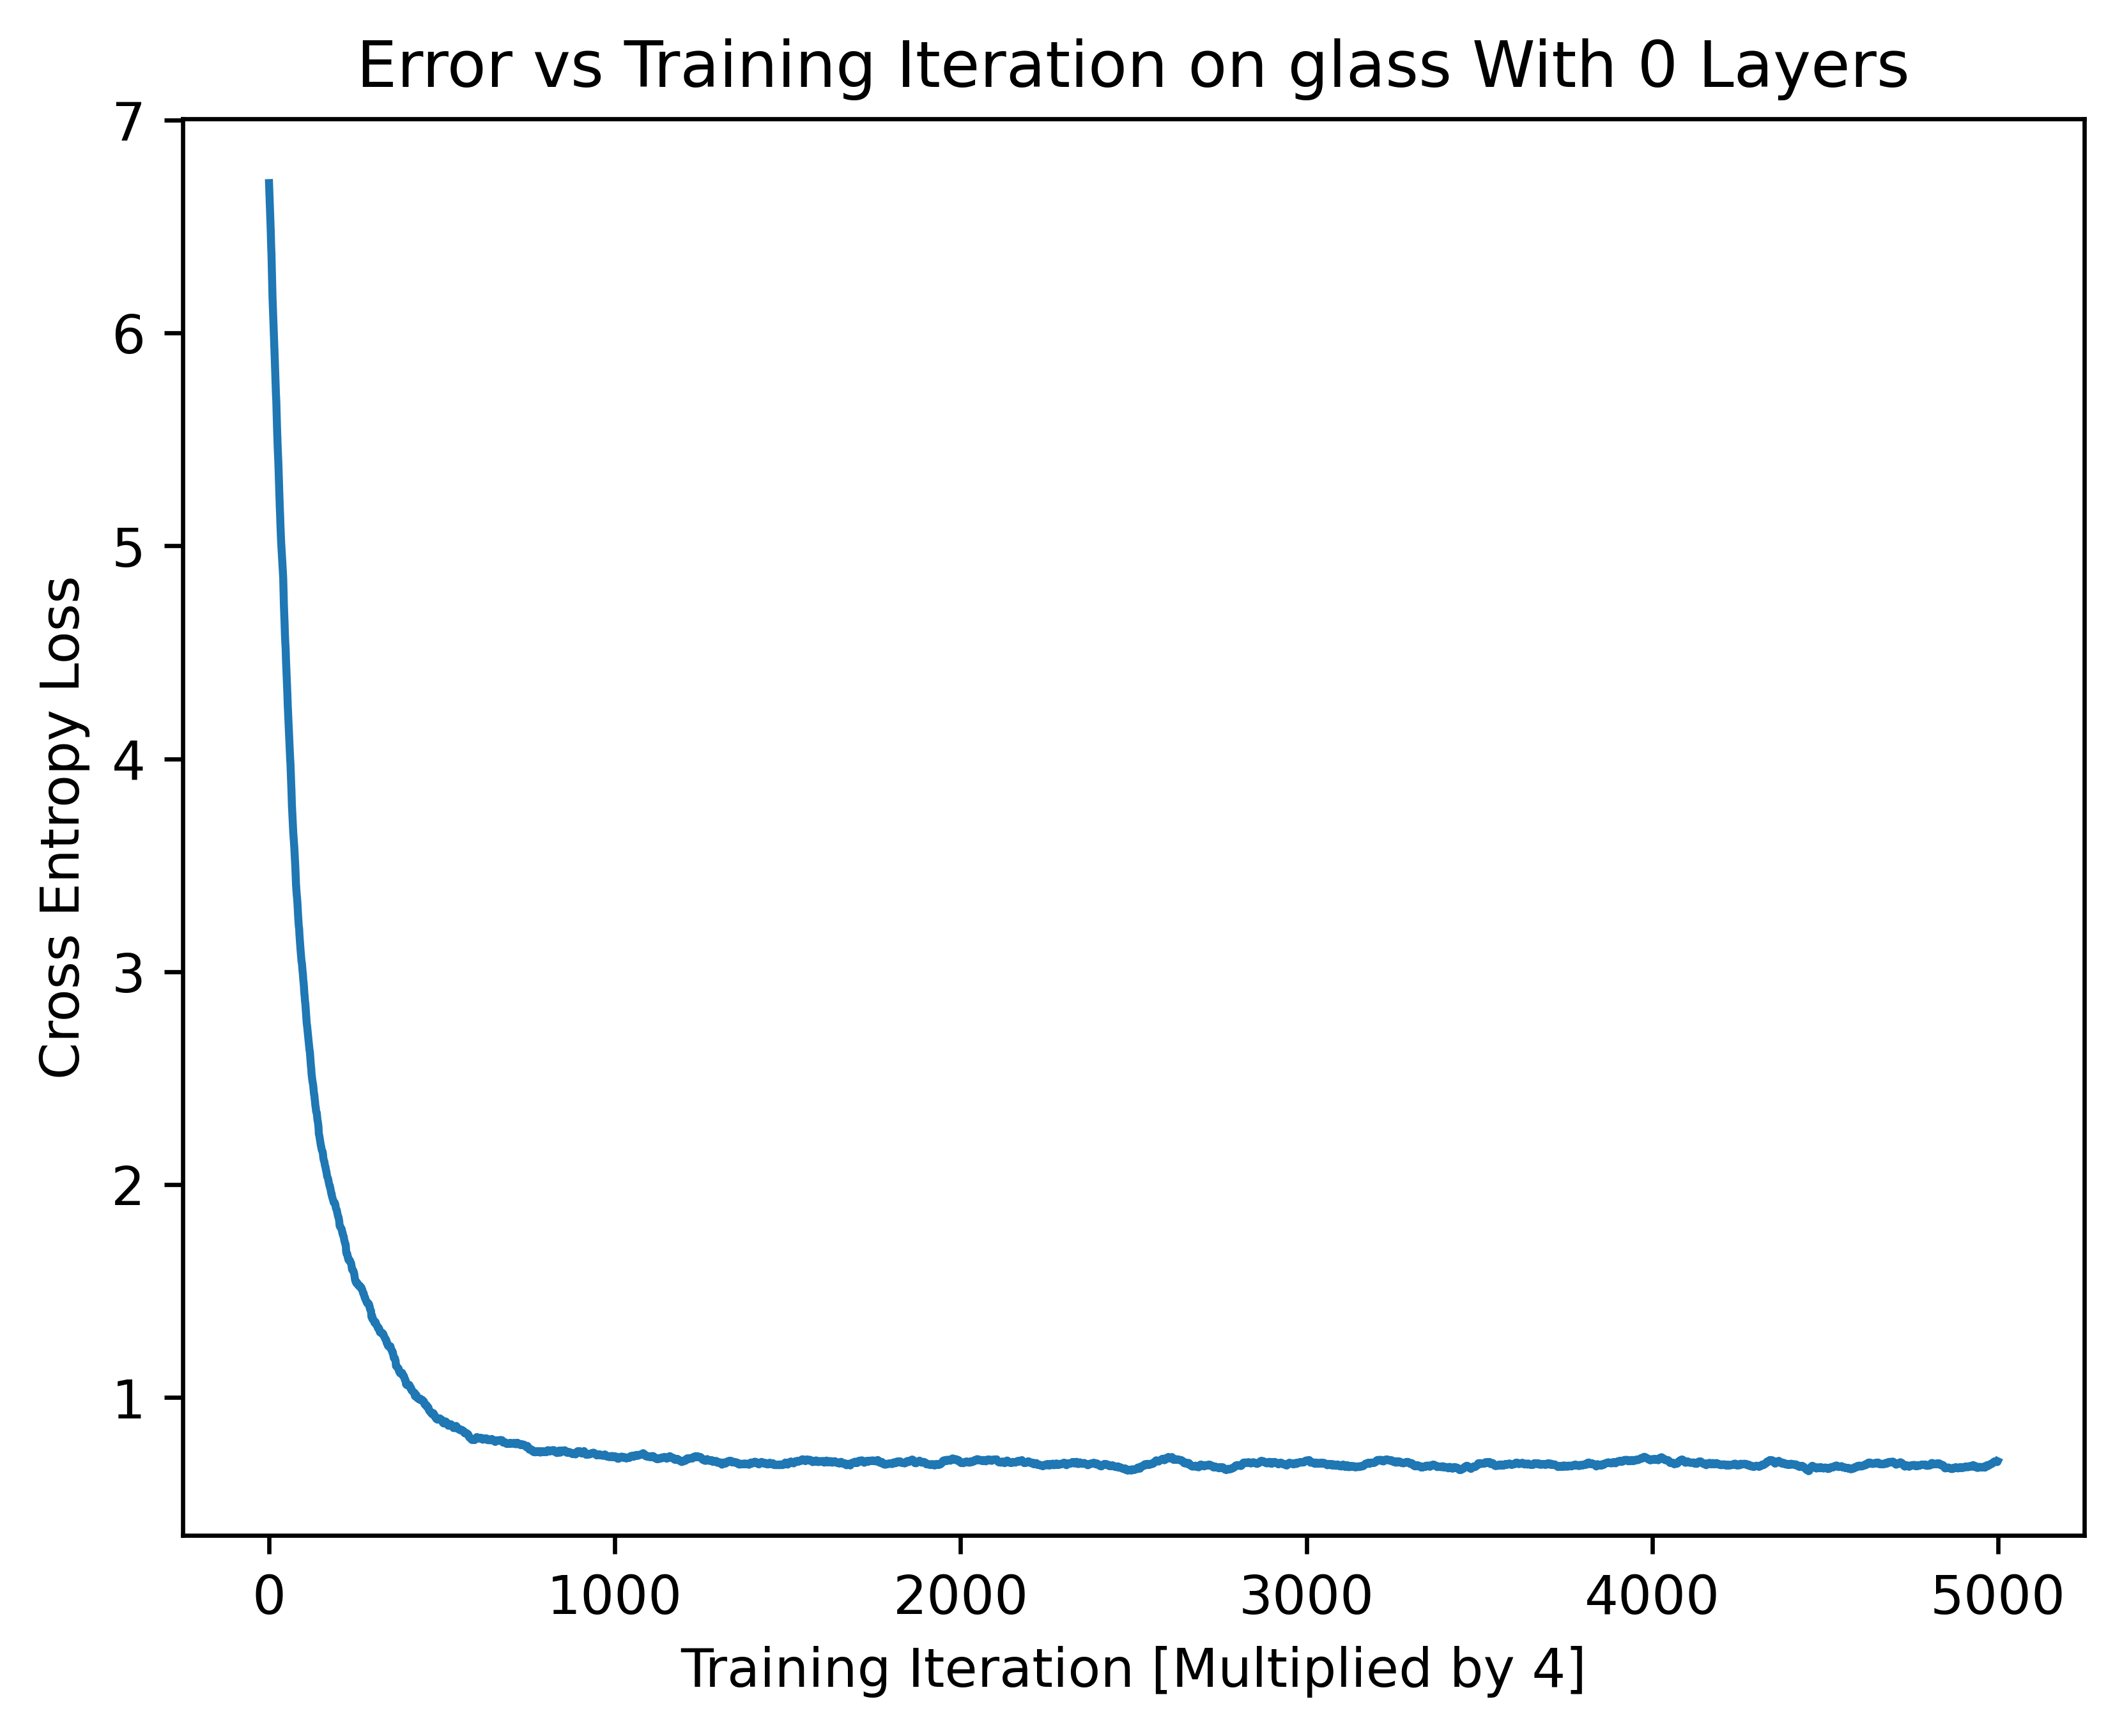 Error vs Training Iteration on glass With 0 Layers
7
6
5
4
3
2
1
Cross Entropy Loss
0 1000 2000 3000 4000 5000
Training Iteration [Multiplied by 4]